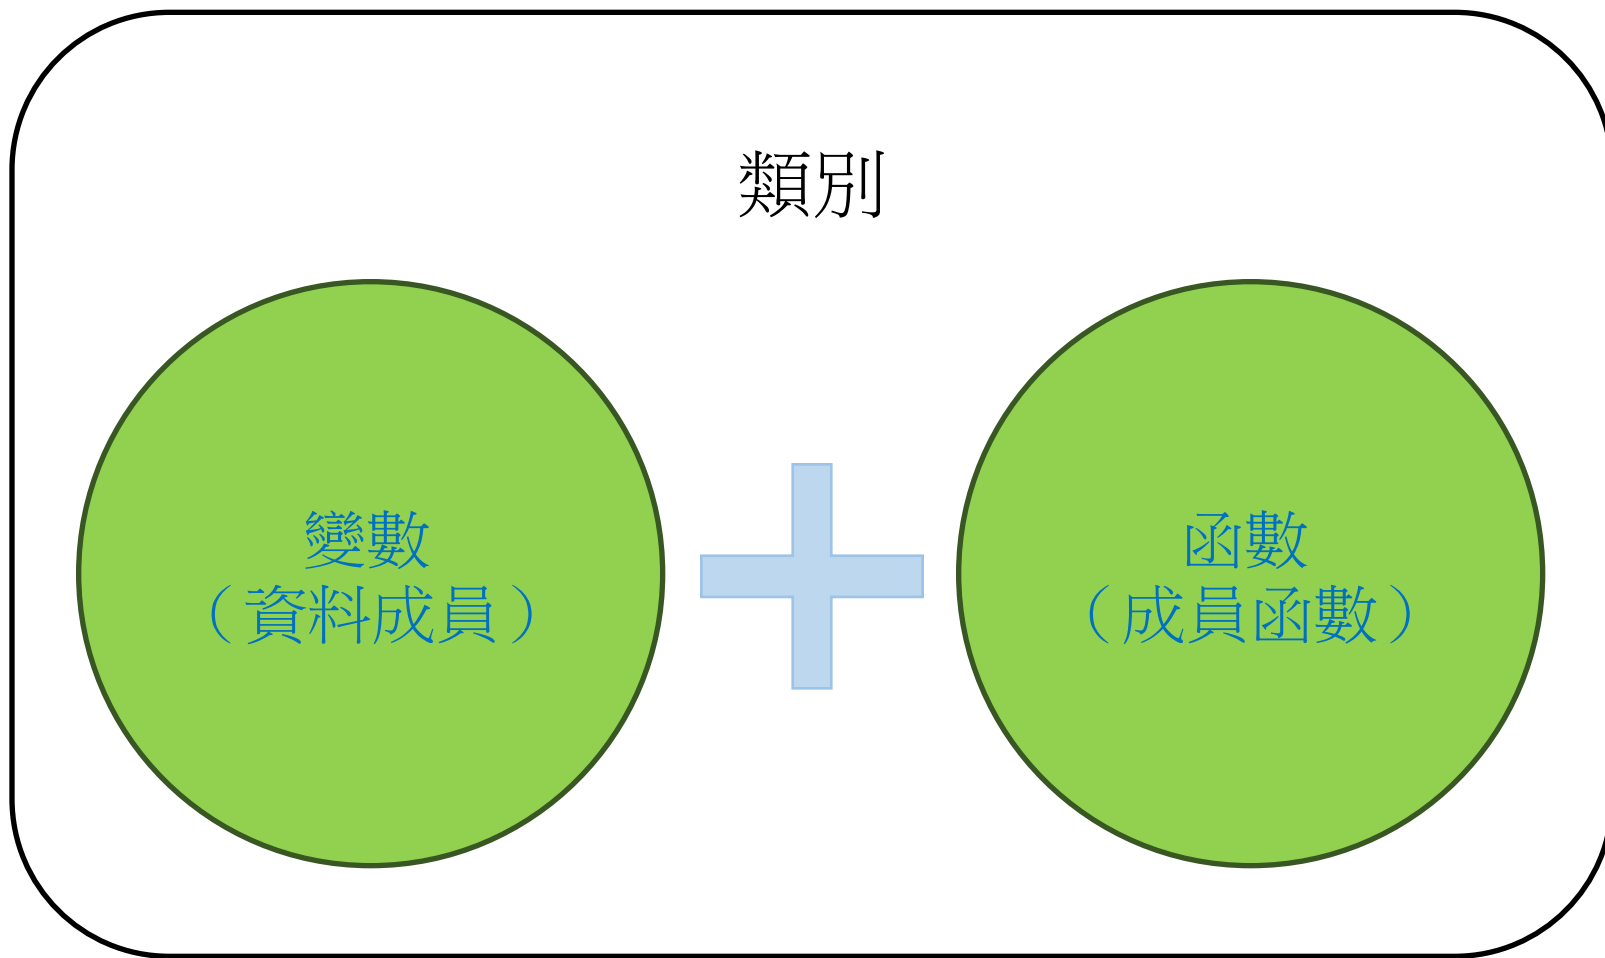 類別
變數
（資料成員）
函數
（成員函數）